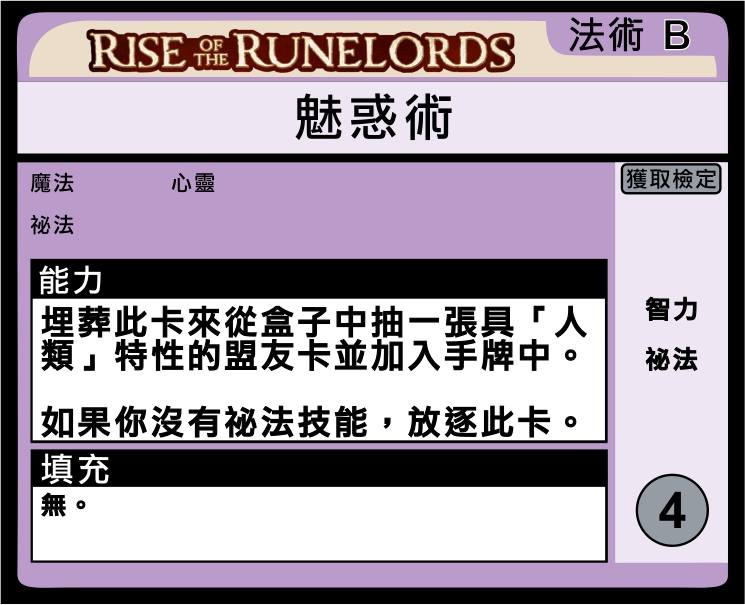 RISE OF THE RUNELORDS
法術 B
魅惑術
魔法 心靈
獲取檢定
祕法
能力
埋葬此卡來從盒子中抽一張具「人
類」特性的盟友卡並加入手牌中。
如果你沒有祕法技能，放逐此卡。
智力
祕法
填充
無。
4